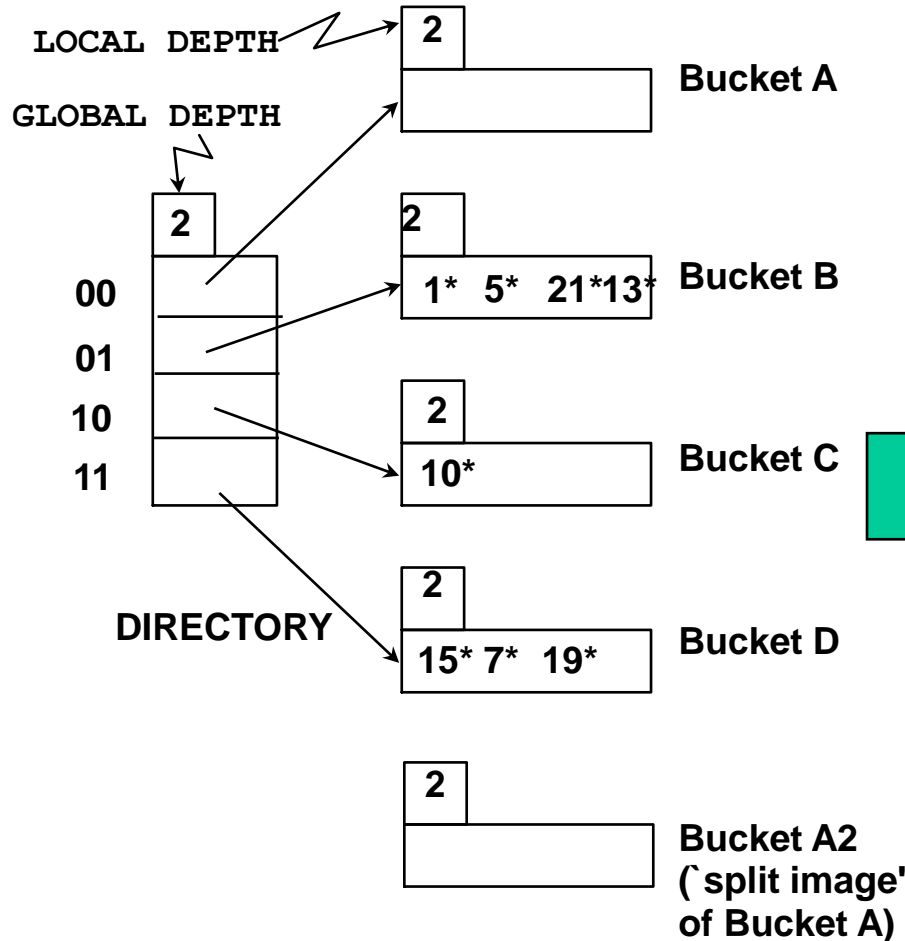 LOCAL DEPTH
2
Bucket A
GLOBAL DEPTH
2
2
1* 5* 21*13*
Bucket B
00
01
10
11
2
10*
Bucket C
DIRECTORY
2
15* 7* 19*
Bucket D
2
Bucket A2
(`split image'
of Bucket A)